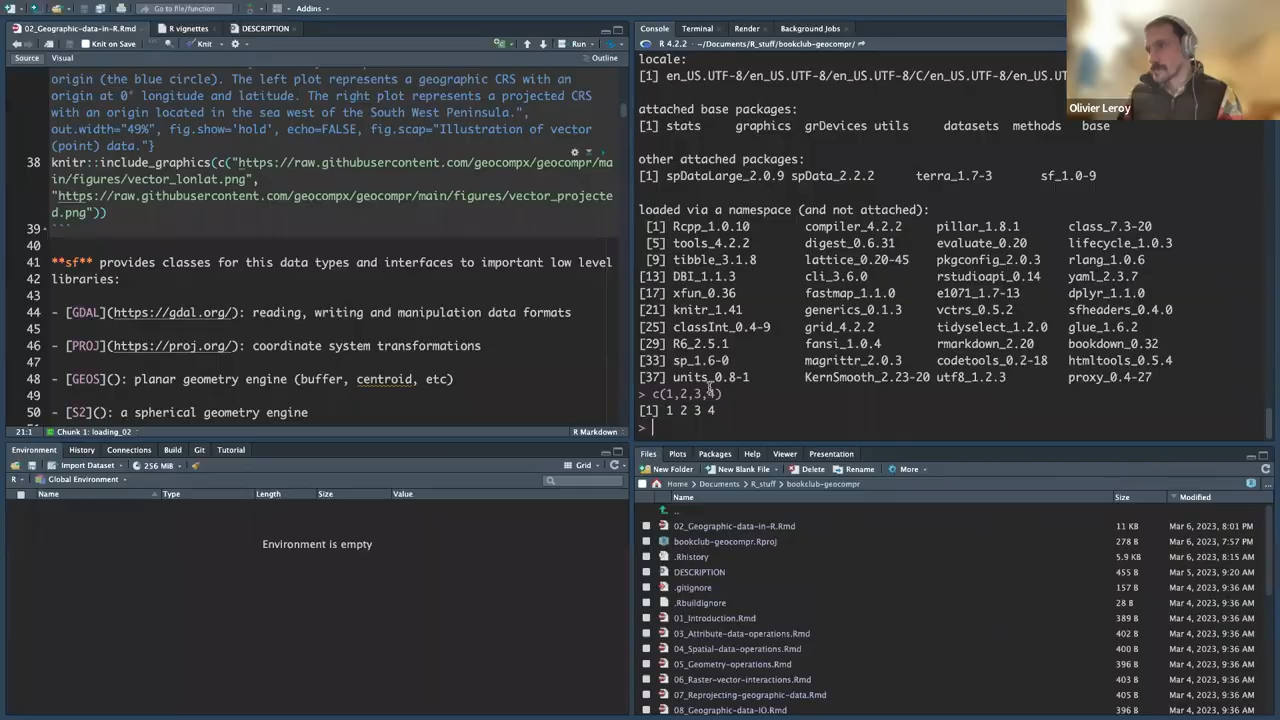 Go to file/function
Addins
02_Geographic-data-in-R.Rmd
R vignettes
DESCRIPTION
Knit on Save
Knit
Run
Source
Visual
Outline
origin (the blue circle). The left plot represents a geographic CRS with an
origin at 0° longitude and latitude. The right plot represents a projected CRS
with an origin located in the sea west of the South West Peninsula.",
out.width="49%", fig.show='hold', echo=FALSE, fig.scap="Illustration of vector
(point) data."}
38 knitr::include_graphics(c("https://raw.githubusercontent.com/geocompx/geocompr/ma
in/figures/vector_lonlat.png",
"https://raw.githubusercontent.com/geocompx/geocompr/main/figures/vector_projecte
d.png"))
39 ```
40
41 **sf** provides classes for this data types and interfaces to important low level
42 libraries:
43
44 - [GDAL](https://gdal.org/): reading, writing and manipulation data formats
45
46 - [PROJ](https://proj.org/): coordinate system transformations
47
48 - [GEOS](): planar geometry engine (buffer, centroid, etc)
49
50 - [S2](): a spherical geometry engine
21:1
Chunk 1: loading_02
R Markdown
Environment
History
Connections
Build
Git
Tutorial
Import Dataset
256 MiB
Grid
R
Global Environment
Name
Type
Length
Size
Value
Environment is empty
Console
Terminal
Render
Background Jobs
R 4.2.2 · ~/Documents/R_stuff/bookclub-geocompr/
locale:
[1] en_US.UTF-8/en_US.UTF-8/en_US.UTF-8/C/en_US.UTF-8/en_US.UT
attached base packages:
[1] stats graphics grDevices utils datasets methods base
other attached packages:
[1] spDataLarge_2.0.9 spData_2.2.2 terra_1.7-3 sf_1.0-9
loaded via a namespace (and not attached):
[1] Rcpp_1.0.10 compiler_4.2.2 pillar_1.8.1 class_7.3-20
[5] tools_4.2.2 digest_0.6.31 evaluate_0.20 lifecycle_1.0.3
[9] tibble_3.1.8 lattice_0.20-45 pkgconfig_2.0.3 rlang_1.0.6
[13] DBI_1.1.3 cli_3.6.0 rstudioapi_0.14 yaml_2.3.7
[17] xfun_0.36 fastmap_1.1.0 e1071_1.7-13 dplyr_1.1.0
[21] knitr_1.41 generics_0.1.3 vctrs_0.5.2 sfheaders_0.4.0
[25] classInt_0.4-9 grid_4.2.2 tidyselect_1.2.0 glue_1.6.2
[29] R6_2.5.1 fansi_1.0.4 rmarkdown_2.20 bookdown_0.32
[33] sp_1.6-0 magrittr_2.0.3 codetools_0.2-18 htmltools_0.5.4
[37] units_0.8-1 KernSmooth_2.23-20 utf8_1.2.3 proxy_0.4-27
> c(1,2,3,4)
[1] 1 2 3 4
>
Olivier Leroy
Files
Plots
Packages
Help
Viewer
Presentation
New Folder
New Blank File
Delete
Rename
More
Home
Documents
R_stuff
bookclub-geocompr
Name
Size
Modified
..
02_Geographic-data-in-R.Rmd 11 KB Mar 6, 2023, 8:01 PM
bookclub-geocompr.Rproj 278 B Mar 6, 2023, 7:57 PM
.Rhistory 5.9 KB Mar 6, 2023, 8:15 AM
DESCRIPTION 455 B Mar 5, 2023, 9:20 AM
.gitignore 157 B Mar 4, 2023, 9:36 AM
.Rbuildignore 28 B Mar 4, 2023, 9:36 AM
01_Introduction.Rmd 389 B Mar 4, 2023, 9:36 AM
03_Attribute-data-operations.Rmd 402 B Mar 4, 2023, 9:36 AM
04_Spatial-data-operations.Rmd 400 B Mar 4, 2023, 9:36 AM
05_Geometry-operations.Rmd 396 B Mar 4, 2023, 9:36 AM
06_Raster-vector-interactions.Rmd 403 B Mar 4, 2023, 9:36 AM
07_Reprojecting-geographic-data.Rmd 405 B Mar 4, 2023, 9:36 AM
08_Geographic-data-IO.Rmd 396 B Mar 4, 2023, 9:36 AM